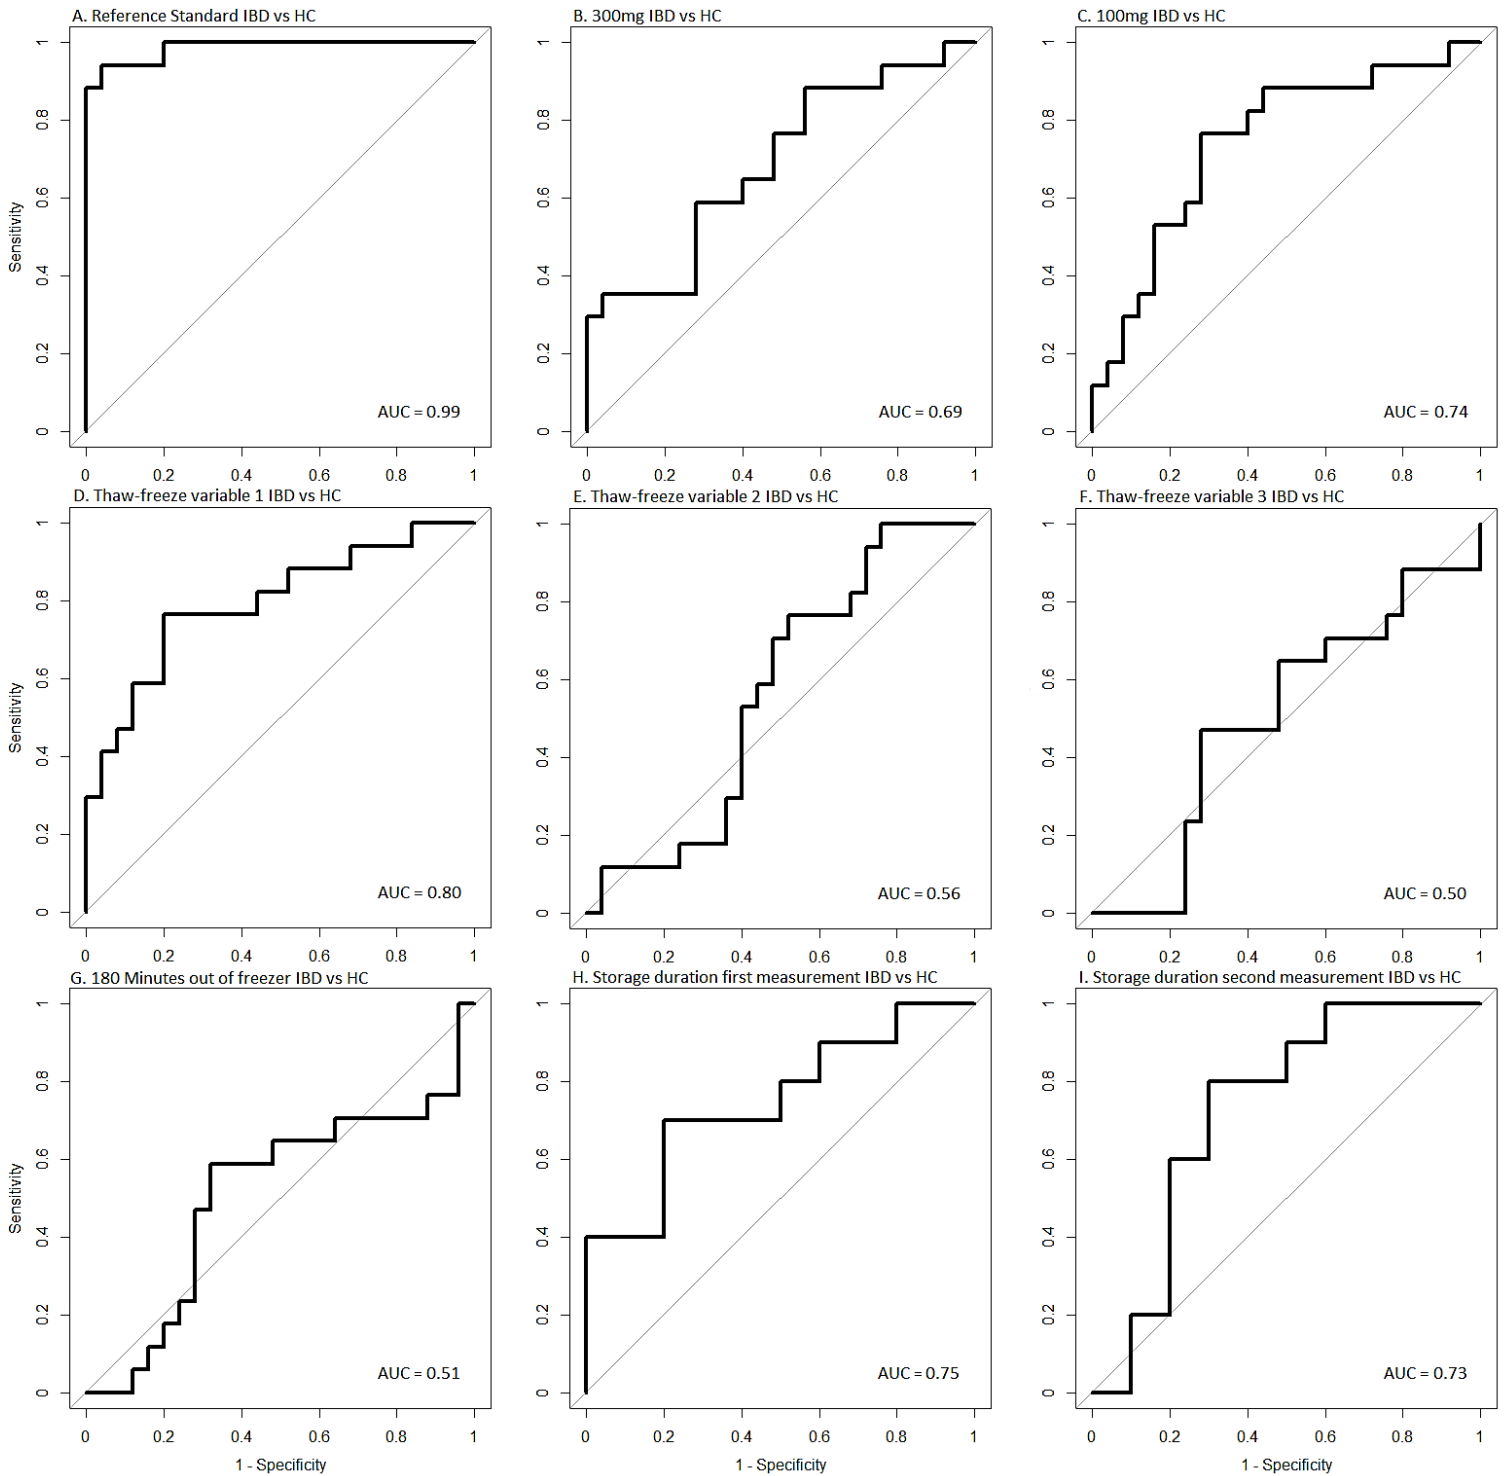 A. Reference Standard IBD vs HC
B. 300mg IBD vs HC
C. 100mg IBD vs HC
Sensitivity
1
0.8
0.6
0.4
0.2
0
AUC = 0.99
0 0.2 0.4 0.6 0.8 1
1
0.8
0.6
0.4
0.2
0
AUC = 0.69
0 0.2 0.4 0.6 0.8 1
1
0.8
0.6
0.4
0.2
0
AUC = 0.74
0 0.2 0.4 0.6 0.8 1
D. Thaw-freeze variable 1 IBD vs HC
E. Thaw-freeze variable 2 IBD vs HC
F. Thaw-freeze variable 3 IBD vs HC
Sensitivity
1
0.8
0.6
0.4
0.2
0
AUC = 0.80
0 0.2 0.4 0.6 0.8 1
1
0.8
0.6
0.4
0.2
0
AUC = 0.56
0 0.2 0.4 0.6 0.8 1
1
0.8
0.6
0.4
0.2
0
AUC = 0.50
0 0.2 0.4 0.6 0.8 1
G. 180 Minutes out of freezer IBD vs HC
H. Storage duration first measurement IBD vs HC
I. Storage duration second measurement IBD vs HC
Sensitivity
1
0.8
0.6
0.4
0.2
0
AUC = 0.51
0 0.2 0.4 0.6 0.8 1
1 - Specificity
1
0.8
0.6
0.4
0.2
0
AUC = 0.75
0 0.2 0.4 0.6 0.8 1
1 - Specificity
1
0.8
0.6
0.4
0.2
0
AUC = 0.73
0 0.2 0.4 0.6 0.8 1
1 - Specificity